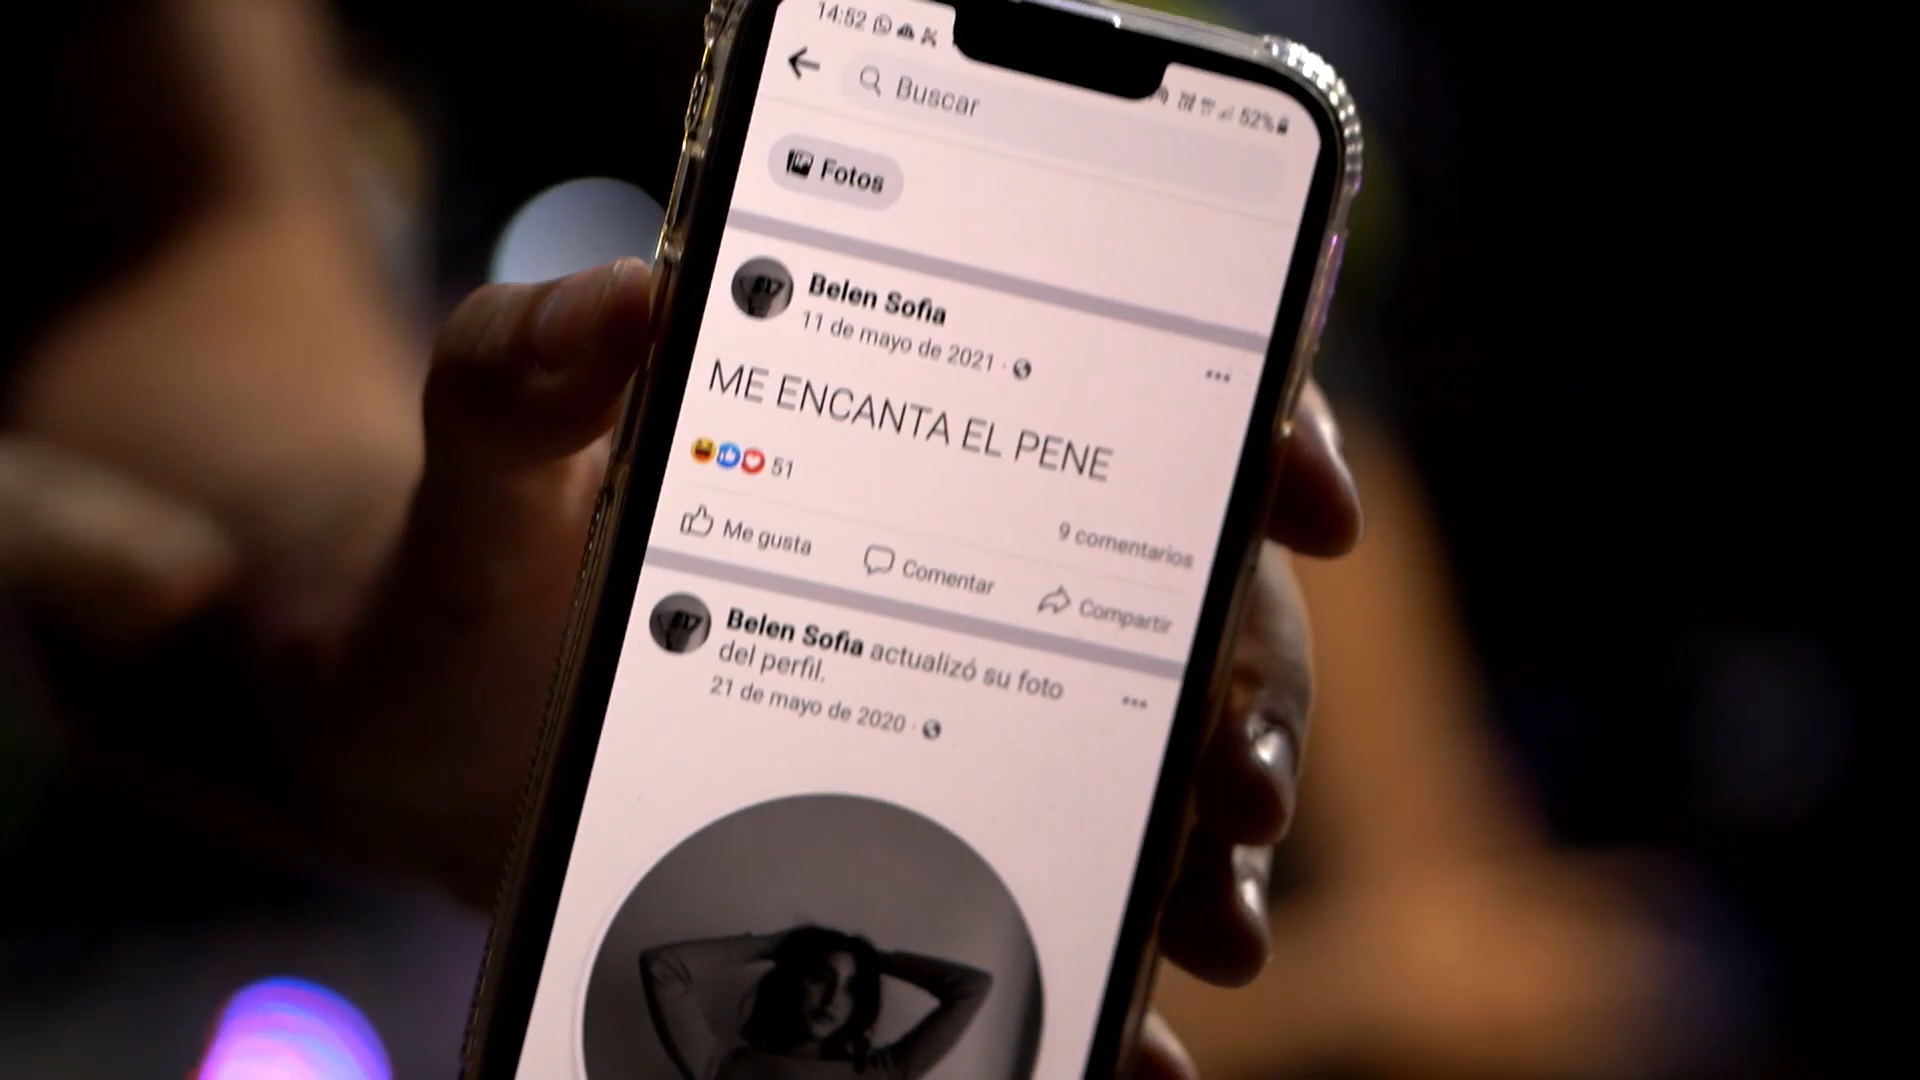 14:52
52%
Buscar
Fotos
Belen Sofia
11 de mayo de 2021 ·
ME ENCANTA EL PENE
51
9 comentarios
Me gusta
Comentar
Compartir
Belen Sofia actualizó su foto
del perfil.
21 de mayo de 2020 ·